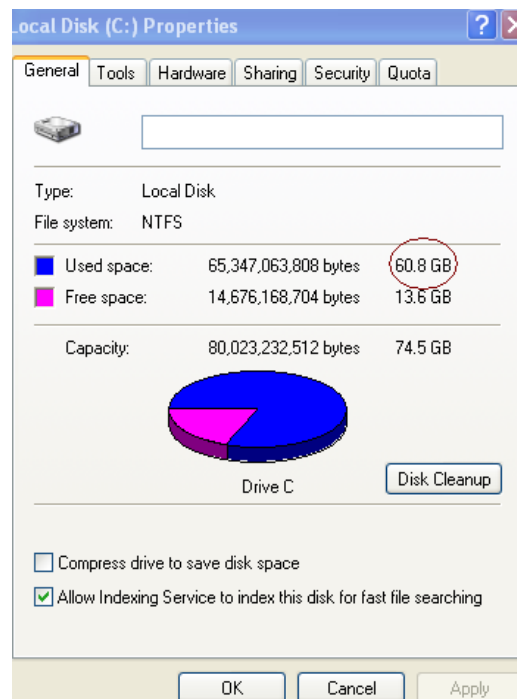 Local Disk (C:) Properties
General Tools Hardware Sharing Security Quota
Type: Local Disk
File system: NTFS
Used space: 65,347,063,808 bytes 60.8 GB
Free space: 14,676,168,704 bytes 13.6 GB
Capacity: 80,023,232,512 bytes 74.5 GB
Drive C
Disk Cleanup
Compress drive to save disk space
Allow Indexing Service to index this disk for fast file searching
OK Cancel Apply